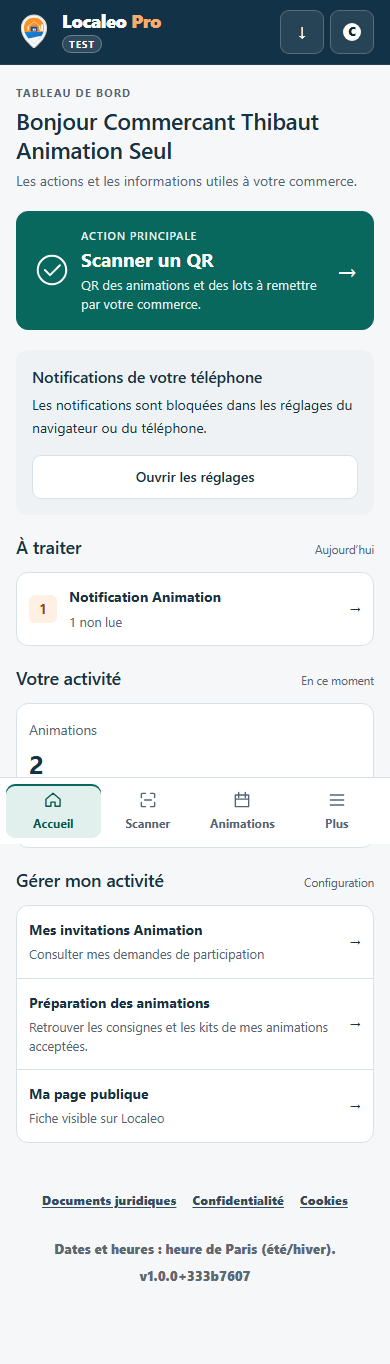 Localeo Pro
TEST
↓
C
TABLEAU DE BORD
Bonjour Commercant Thibaut
Animation Seul
Les actions et les informations utiles à votre commerce.
ACTION PRINCIPALE
Scanner un QR
QR des animations et des lots à remettre
par votre commerce.
→
Notifications de votre téléphone
Les notifications sont bloquées dans les réglages du
navigateur ou du téléphone.
Ouvrir les réglages
À traiter
Aujourd'hui
1
Notification Animation
1 non lue
→
Votre activité
En ce moment
Animations
2
Accueil
Scanner
Animations
Plus
Gérer mon activité
Configuration
Mes invitations Animation
Consulter mes demandes de participation
→
Préparation des animations
Retrouver les consignes et les kits de mes animations
acceptées.
→
Ma page publique
Fiche visible sur Localeo
→
Documents juridiques Confidentialité Cookies
Dates et heures : heure de Paris (été/hiver).
v1.0.0+333b7607